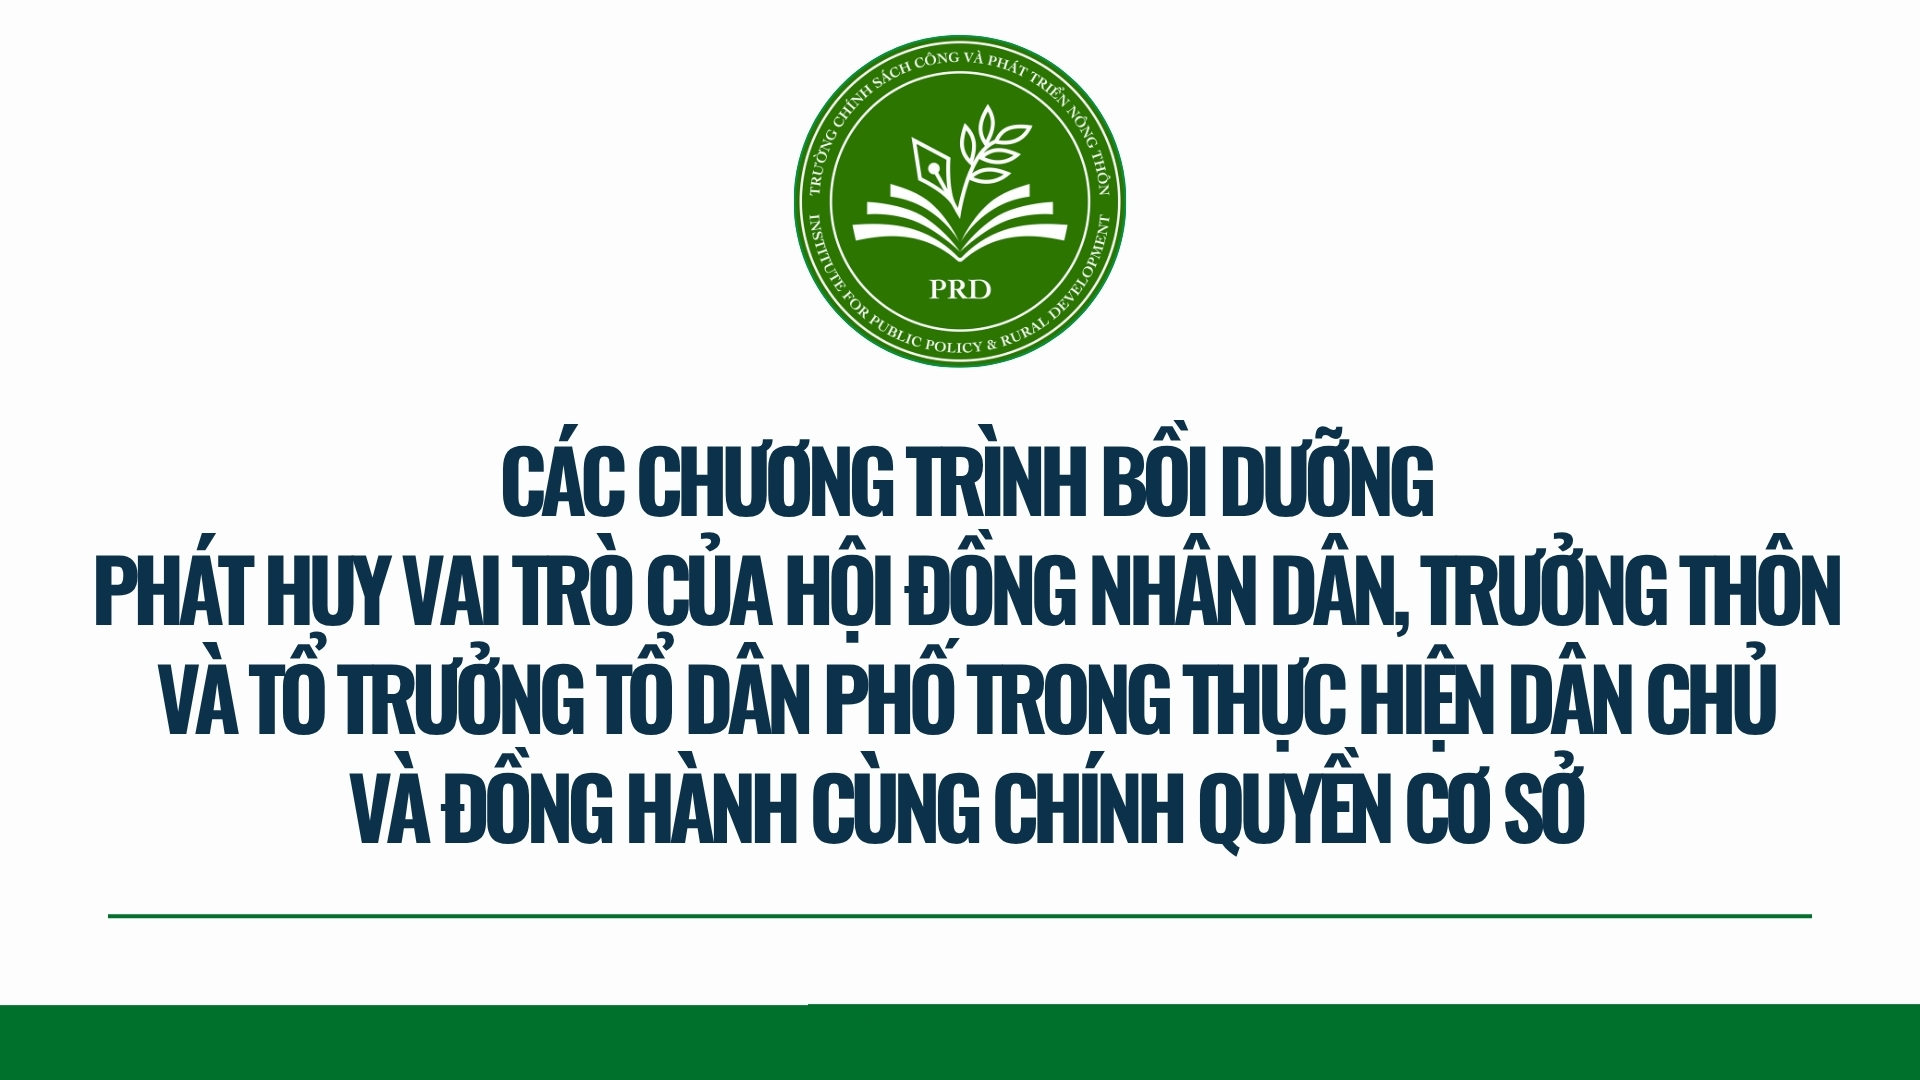 TRƯỜNG CHÍNH SÁCH CÔNG VÀ PHÁT TRIỂN NÔNG THÔN
PRD
INSTITUTE FOR PUBLIC POLICY & RURAL DEVELOPMENT
CÁC CHƯƠNG TRÌNH BỒI DƯỠNG
PHÁT HUY VAI TRÒ CỦA HỘI ĐỒNG NHÂN DÂN, TRƯỞNG THÔN
VÀ TỔ TRƯỞNG TỔ DÂN PHỐ TRONG THỰC HIỆN DÂN CHỦ
VÀ ĐỒNG HÀNH CÙNG CHÍNH QUYỀN CƠ SỞ